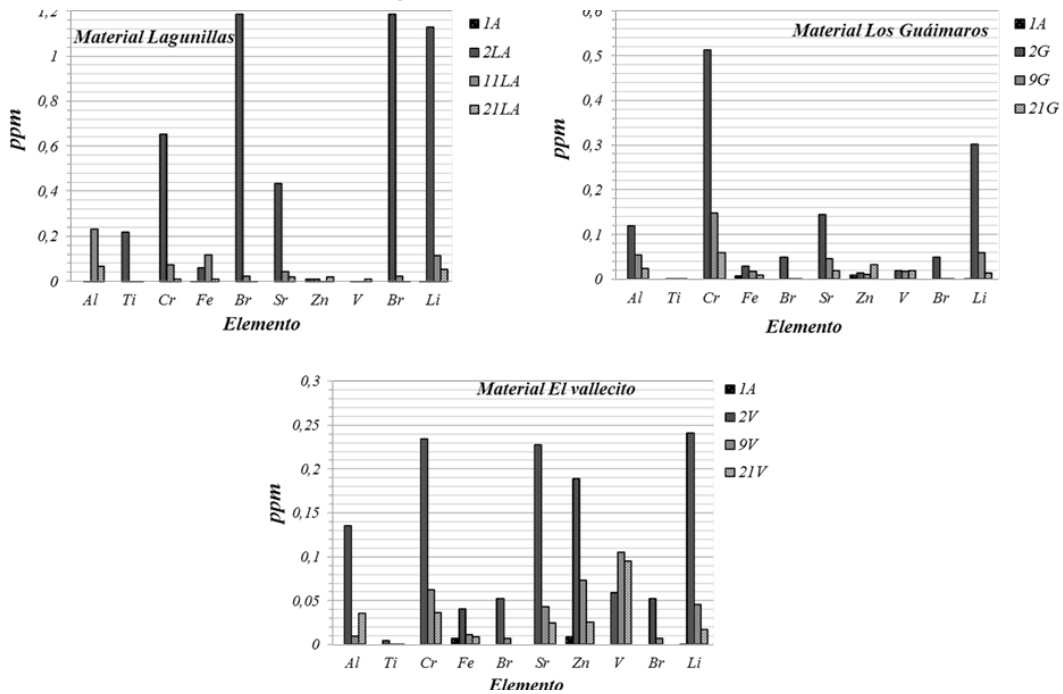 Material Lagunillas
1,2
1
0,8
0,6
0,4
0,2
0
ppm
Al Ti Cr Fe Br Sr Zn V Br Li
Elemento
1A
2LA
11LA
21LA
Material Los Guáimaros
0,6
0,5
0,4
0,3
0,2
0,1
0
ppm
Al Ti Cr Fe Br Sr Zn V Br Li
Elemento
1A
2G
9G
21G
Material El vallecito
0,3
0,25
0,2
0,15
0,1
0,05
0
ppm
Al Ti Cr Fe Br Sr Zn V Br Li
Elemento
1A
2V
9V
21V